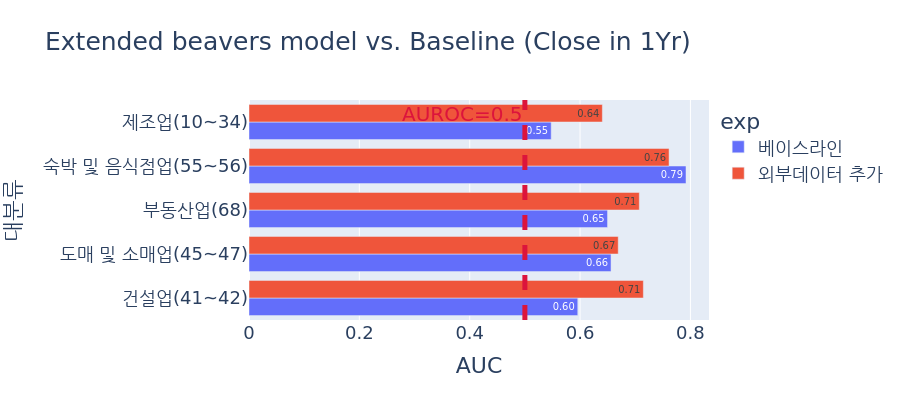 Extended beavers model vs. Baseline (Close in 1Yr)
대분류
제조업(10~34)
숙박 및 음식점업(55~56)
부동산업(68)
도매 및 소매업(45~47)
건설업(41~42)
AUROC=0.5
0.64
0.55
0.76
0.79
0.71
0.65
0.67
0.66
0.71
0.60
0
0.2
0.4
0.6
0.8
AUC
exp
베이스라인
외부데이터 추가